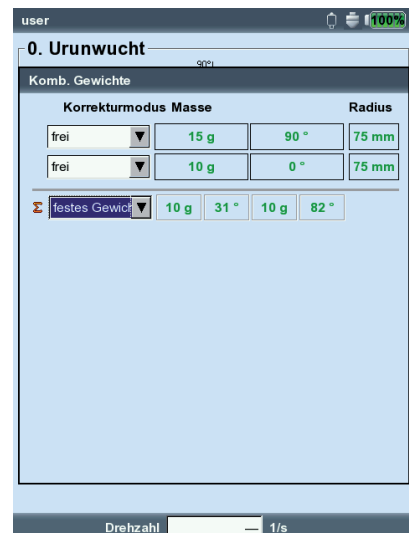 user 100%
0. Urunwucht
90°
Komb. Gewichte
Korrekturmodus Masse Radius
frei 15 g 90 ° 75 mm
frei 10 g 0 ° 75 mm
Σ festes Gewich 10 g 31 ° 10 g 82 °
Drehzahl — 1/s